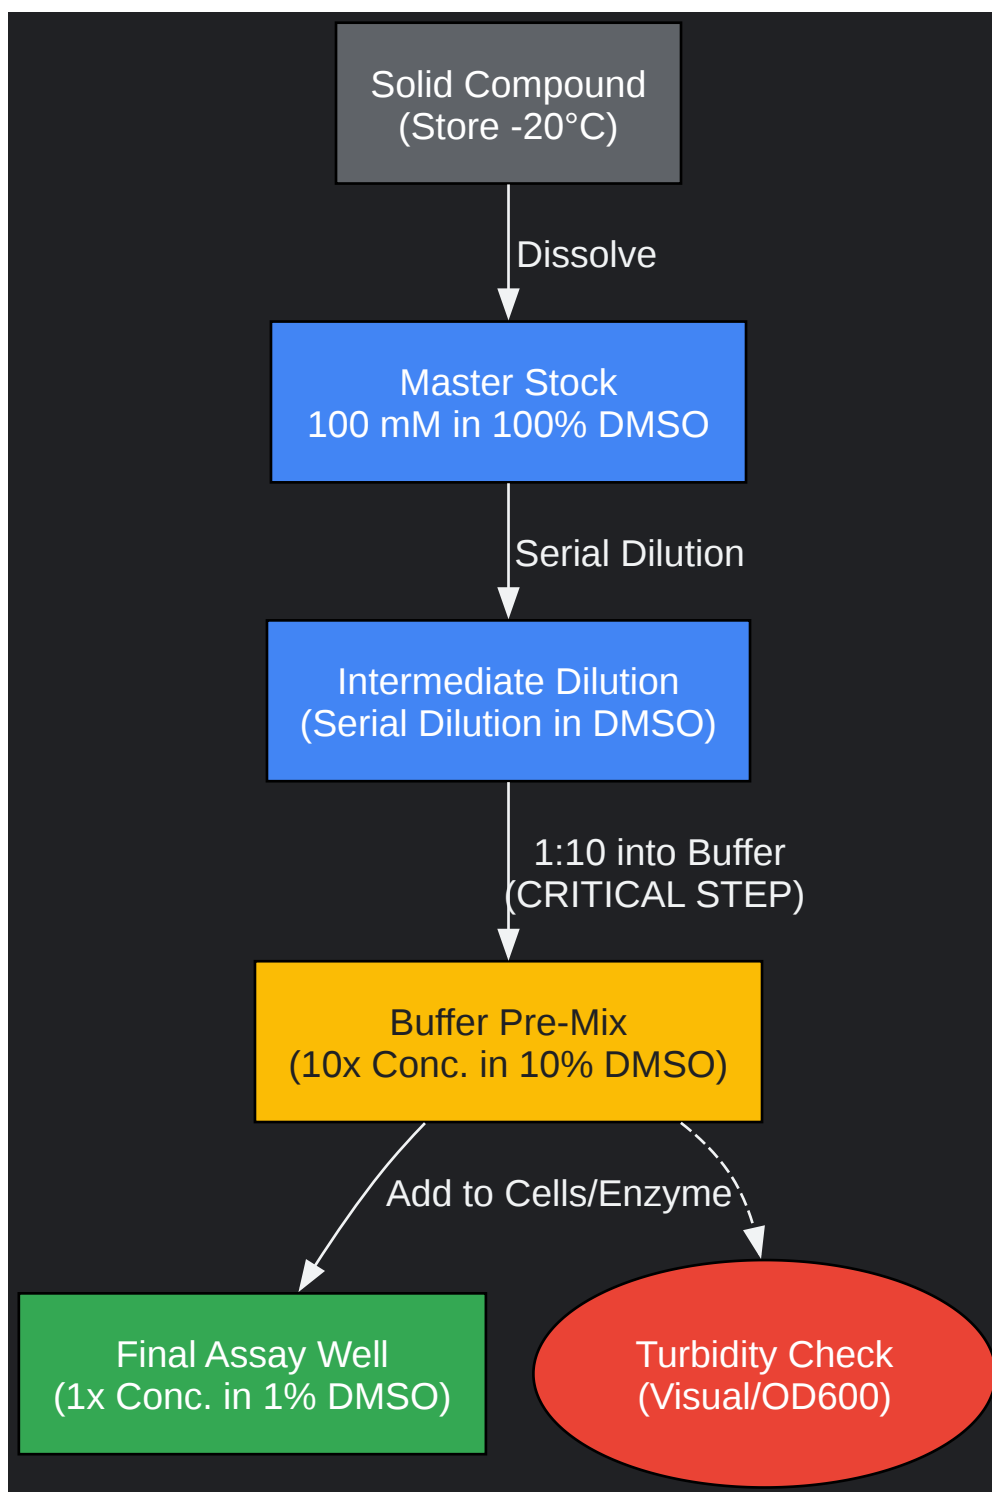 Solid Compound
(Store -20°C)
Dissolve
Master Stock
100 mM in 100% DMSO
Serial Dilution
Intermediate Dilution
(Serial Dilution in DMSO)
1:10 into Buffer
(CRITICAL STEP)
Buffer Pre-Mix
(10x Conc. in 10% DMSO)
Add to Cells/Enzyme
Final Assay Well
(1x Conc. in 1% DMSO)
Turbidity Check
(Visual/OD600)